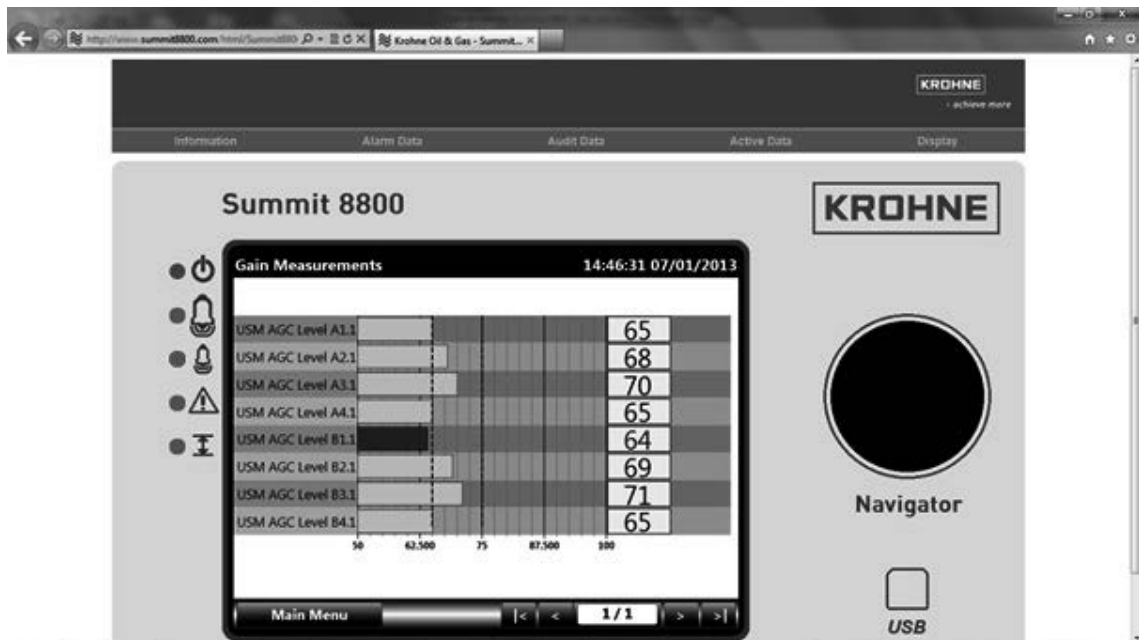 http://www.summit8800.com/html/Summit880
Krohne Oil & Gas - Summit...
KROHNE
- achieve more
Information Alarm Data Audit Data Active Data Display
Summit 8800
KROHNE
Gain Measurements 14:46:31 07/01/2013
USM AGC Level A1.1 65
USM AGC Level A2.1 68
USM AGC Level A3.1 70
USM AGC Level A4.1 65
USM AGC Level B1.1 64
USM AGC Level B2.1 69
USM AGC Level B3.1 71
USM AGC Level B4.1 65
50 62.500 75 87.500 100
Navigator
Main Menu |< < 1/1 > >|
USB